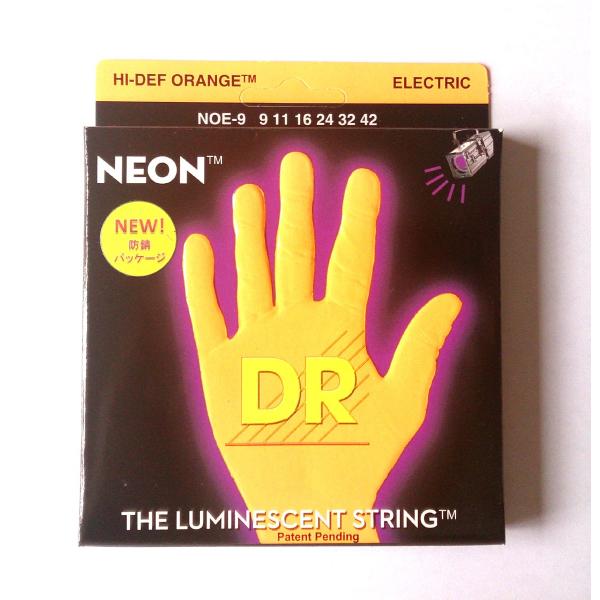 HI-DEF ORANGE™ ELECTRIC
NOE-9 9 11 16 24 32 42
NEON™
NEW!
防錆
パッケージ
DR
THE LUMINESCENT STRING™
Patent Pending